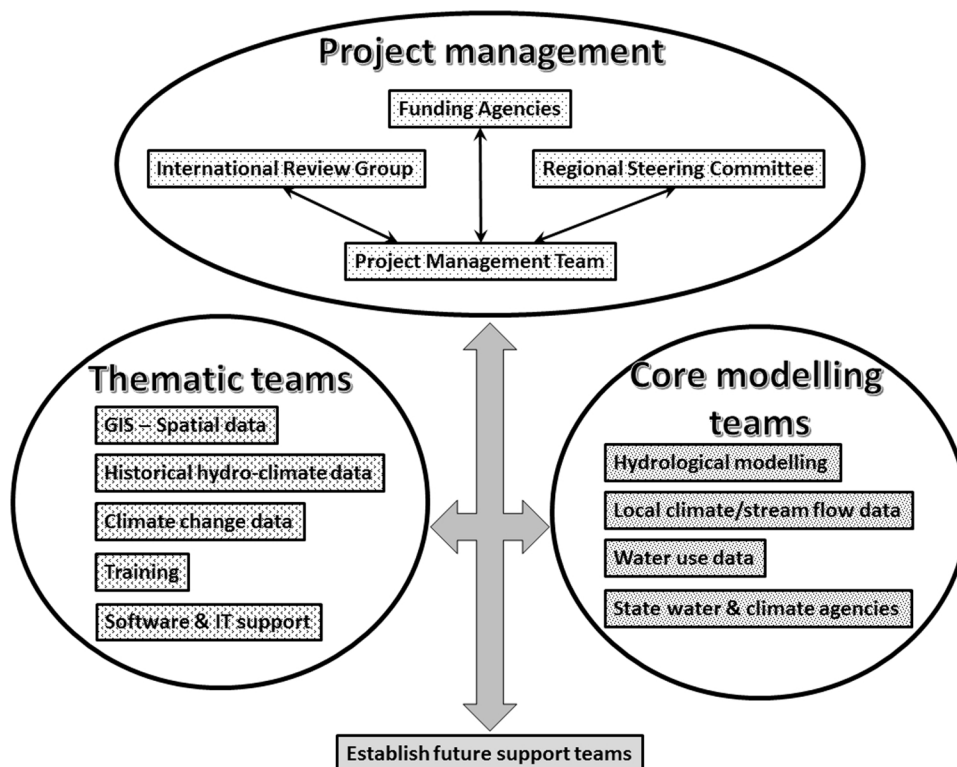 Project management
Funding Agencies
International Review Group
Regional Steering Committee
Project Management Team
Thematic teams
GIS – Spatial data
Historical hydro-climate data
Climate change data
Training
Software & IT support
Core modelling
teams
Hydrological modelling
Local climate/stream flow data
Water use data
State water & climate agencies
Establish future support teams